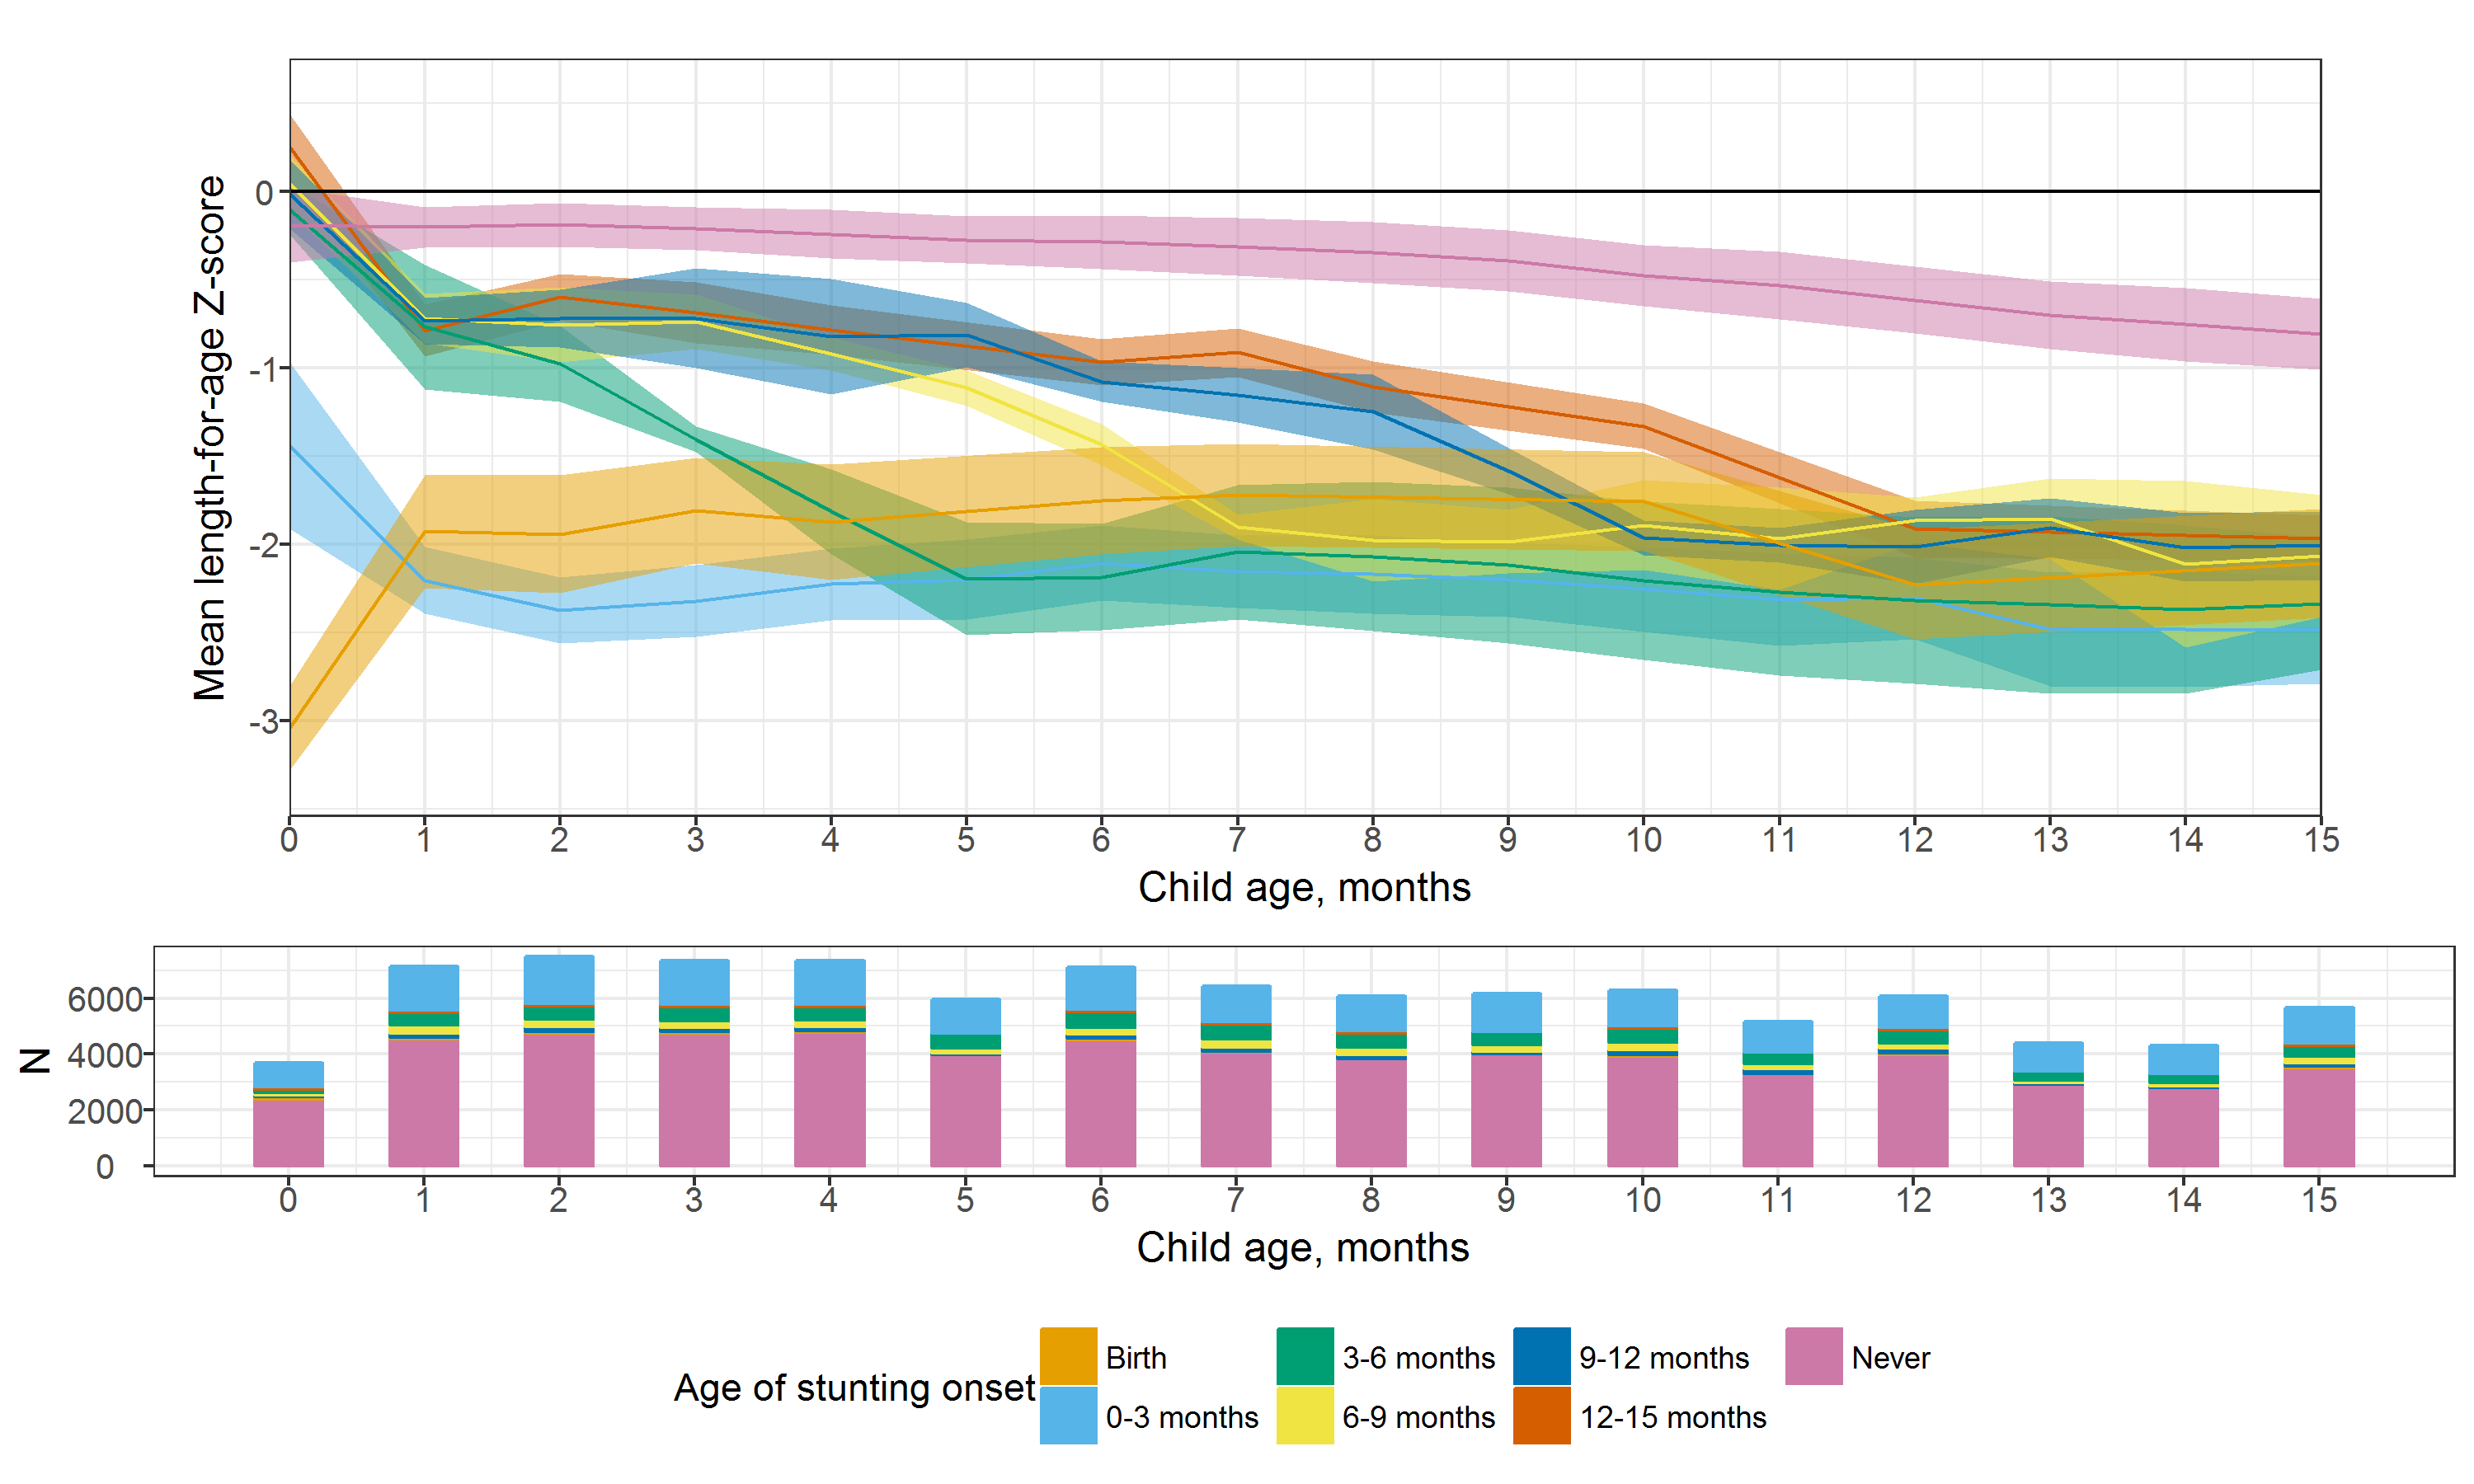 Mean length-for-age Z-score
0
-1
-2
-3
0 1 2 3 4 5 6 7 8 9 10 11 12 13 14 15
Child age, months
N
6000
4000
2000
0
0 1 2 3 4 5 6 7 8 9 10 11 12 13 14 15
Child age, months
Age of stunting onset
Birth 3-6 months 9-12 months Never
0-3 months 6-9 months 12-15 months